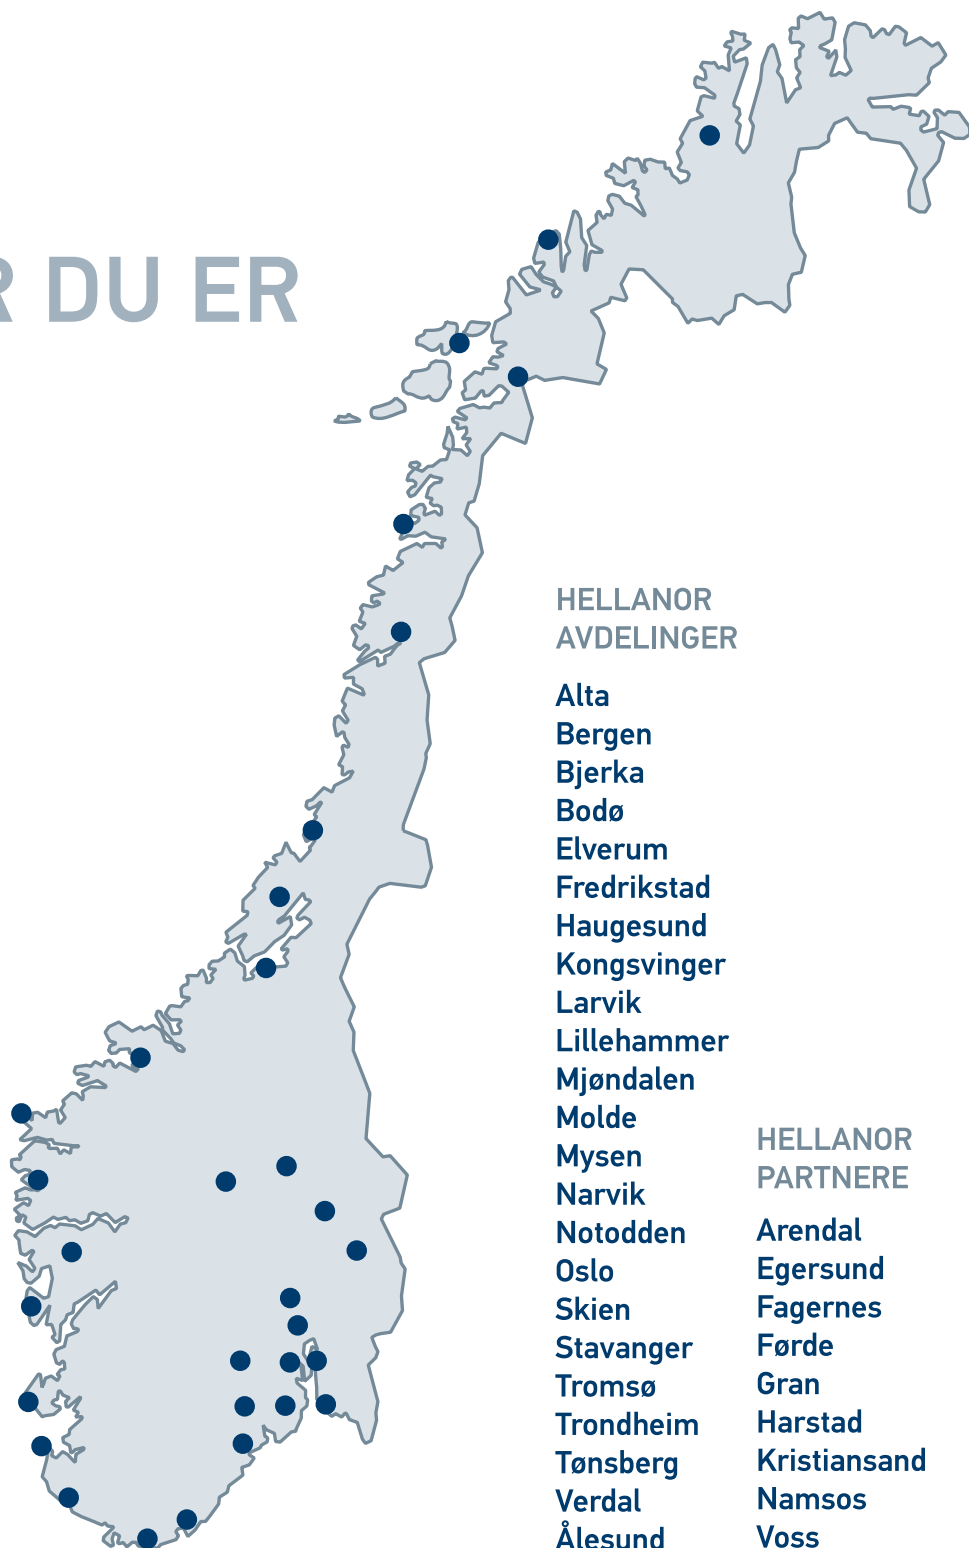 R DU ER
HELLANOR
AVDELINGER
Alta
Bergen
Bjerka
Bodø
Elverum
Fredrikstad
Haugesund
Kongsvinger
Larvik
Lillehammer
Mjøndalen
Molde
Mysen
Narvik
Notodden
Oslo
Skien
Stavanger
Tromsø
Trondheim
Tønsberg
Verdal
Ålesund
HELLANOR
PARTNERE
Arendal
Egersund
Fagernes
Førde
Gran
Harstad
Kristiansand
Namsos
Voss